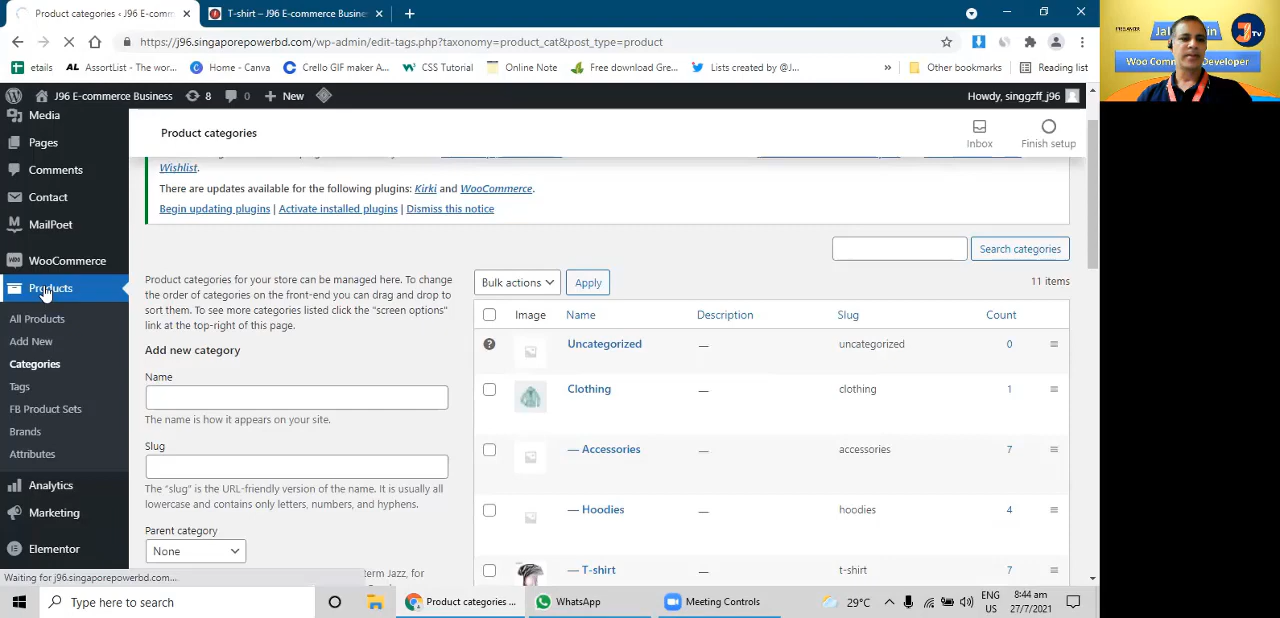 Product categories ‹ J96 E-comm
T-shirt – J96 E-commerce Busine
https://j96.singaporepowerbd.com/wp-admin/edit-tags.php?taxonomy=product_cat&post_type=product
etails
AL AssortList - The wor...
Home - Canva
Crello GIF maker A...
CSS Tutorial
Online Note
Free download Gre...
Lists created by @J...
»
Other bookmarks
Reading list
J96 E-commerce Business
8
0
New
Howdy, singgzff_j96
Media
Pages
Comments
Contact
MailPoet
WooCommerce
Products
All Products
Add New
Categories
Tags
FB Product Sets
Brands
Attributes
Analytics
Marketing
Elementor
Product categories
Inbox
Finish setup
Wishlist.
There are updates available for the following plugins: Kirki and WooCommerce.
Begin updating plugins | Activate installed plugins | Dismiss this notice
Search categories
Product categories for your store can be managed here. To change
the order of categories on the front-end you can drag and drop to
sort them. To see more categories listed click the "screen options"
link at the top-right of this page.
Add new category
Name
The name is how it appears on your site.
Slug
The “slug” is the URL-friendly version of the name. It is usually all
lowercase and contains only letters, numbers, and hyphens.
Parent category
None
term Jazz, for
Bulk actions
Apply
11 items
Image Name Description Slug Count
Uncategorized — uncategorized 0
Clothing — clothing 1
— Accessories — accessories 7
— Hoodies — hoodies 4
— T-shirt — t-shirt 7
Waiting for j96.singaporepowerbd.com...
Type here to search
Product categories ...
WhatsApp
Meeting Controls
29°C
ENG
US
8:44 am
27/7/2021
Woo Comm Developer
TV